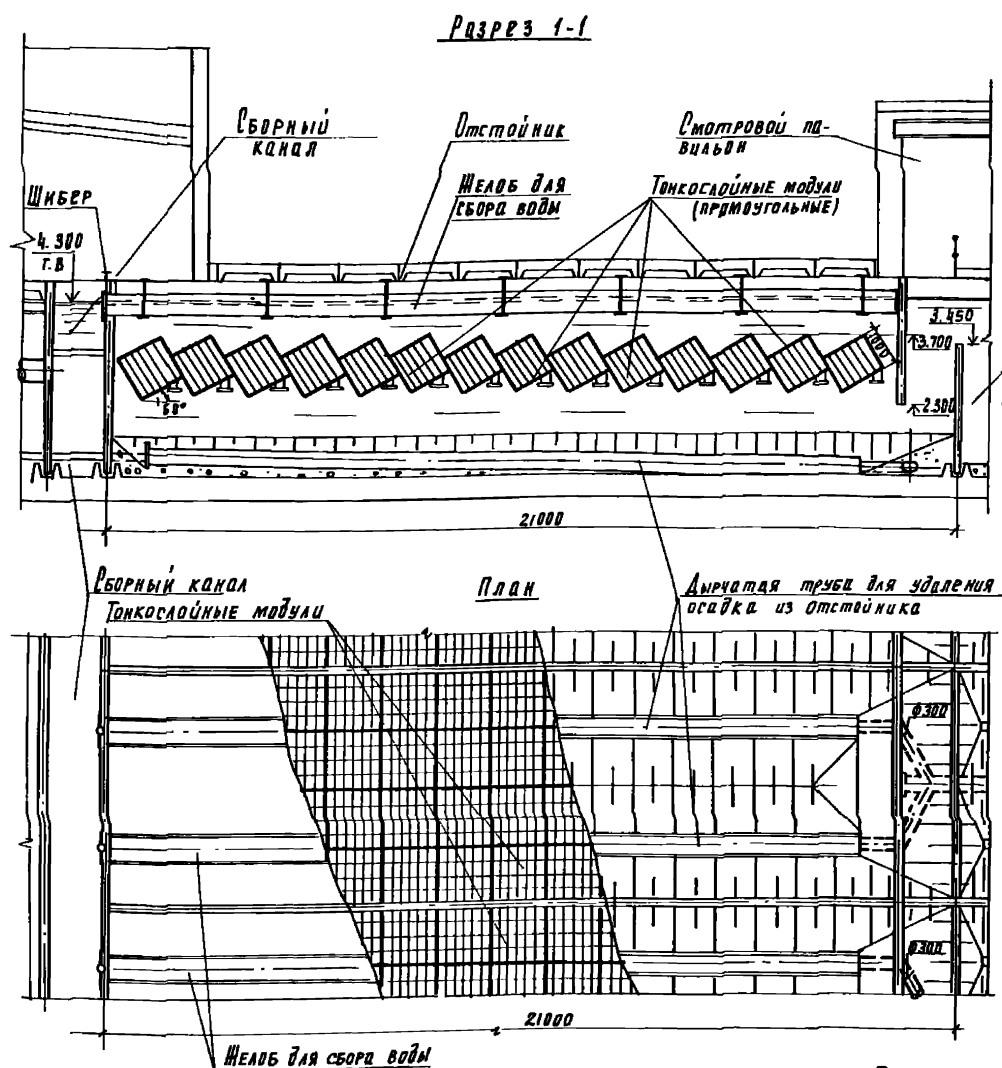 Разрез 1-1
Сборный
канал
Отстойник
Смотровой па-
вильон
Желоб для
сбора воды
Тонкослойные модули
(прямоугольные)
Шибер
4.300
г.в
3.450
3.700
1000
60°
2.300
21000
Сборный канал
План
Дырчатая труба для удаления
осадка из отстойника
Тонкослойные модули
ф300
ф300
21000
Желоб для сбора воды